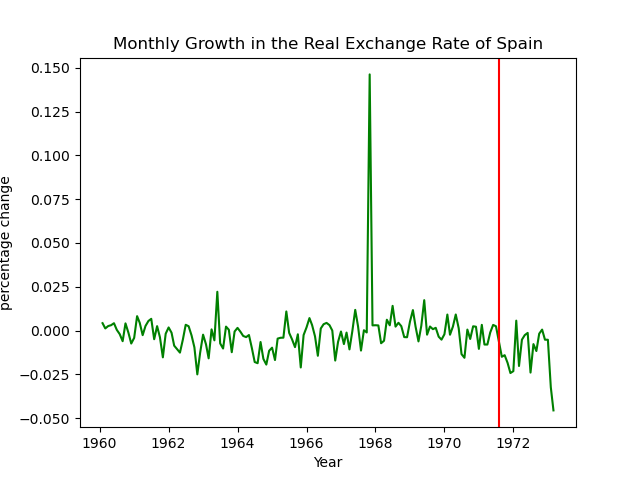 Monthly Growth in the Real Exchange Rate of Spain
0.150
0.125
0.100
0.075
0.050
0.025
0.000
−0.025
−0.050
percentage change
1960 1962 1964 1966 1968 1970 1972
Year